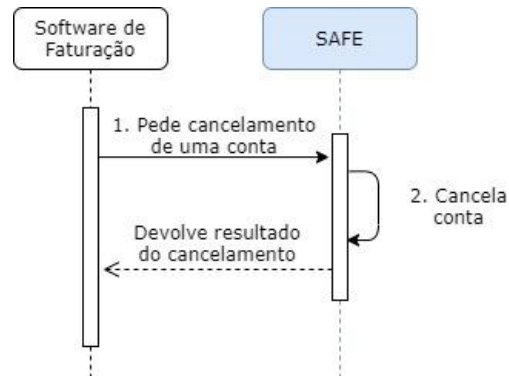 Software de
Faturação
SAFE
1. Pede cancelamento
de uma conta
2. Cancela
conta
Devolve resultado
do cancelamento